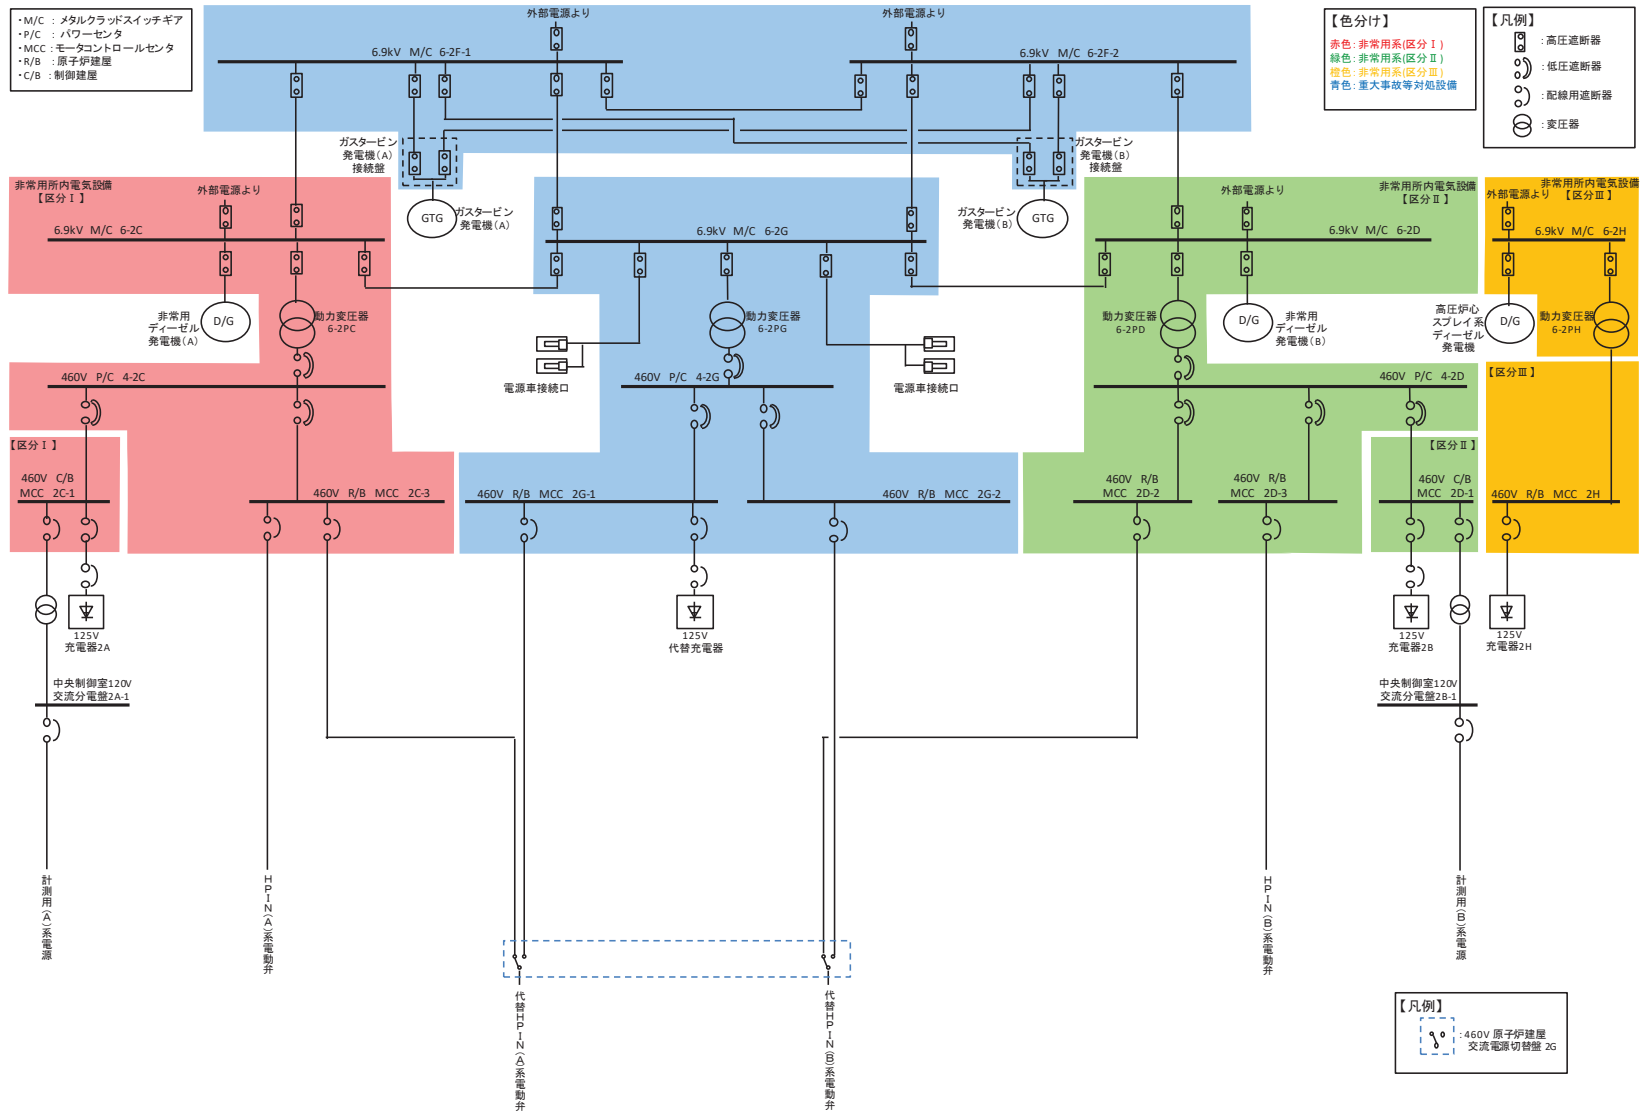 ・M/C ： メタルクラッドスイッチギア
・P/C ： パワーセンタ
・MCC ： モータコントロールセンタ
・R/B ： 原子炉建屋
・C/B ： 制御建屋
外部電源より
外部電源より
6.9kV M/C 6-2F-1
6.9kV M/C 6-2F-2
【色分け】
赤色：非常用系(区分Ⅰ)
緑色：非常用系(区分Ⅱ)
橙色：非常用系(区分Ⅲ)
青色：重大事故等対処設備
【凡例】
：高圧遮断器
：低圧遮断器
：配線用遮断器
：変圧器
ガスタービン
発電機(A)
接続盤
ガスタービン
発電機(B)
接続盤
GTG
ガスタービン
発電機(A)
ガスタービン
発電機(B)
GTG
非常用所内電気設備
【区分Ⅰ】
外部電源より
6.9kV M/C 6-2C
6.9kV M/C 6-2G
外部電源より
非常用所内電気設備
【区分Ⅱ】
6.9kV M/C 6-2D
非常用所内電気設備
【区分Ⅲ】
外部電源より
6.9kV M/C 6-2H
非常用
ディーゼル
発電機(A)
D/G
動力変圧器
6-2PC
動力変圧器
6-2PG
動力変圧器
6-2PD
D/G
非常用
ディーゼル
発電機(B)
高圧炉心
スプレイ系
ディーゼル
発電機
D/G
動力変圧器
6-2PH
電源車接続口
電源車接続口
460V P/C 4-2C
460V P/C 4-2G
460V P/C 4-2D
【区分Ⅲ】
【区分Ⅰ】
【区分Ⅱ】
460V C/B
MCC 2C-1
460V R/B MCC 2C-3
460V R/B MCC 2G-1
460V R/B MCC 2G-2
460V R/B
MCC 2D-2
460V R/B
MCC 2D-3
460V C/B
MCC 2D-1
460V R/B MCC 2H
125V
充電器2A
125V
代替充電器
125V
充電器2B
125V
充電器2H
中央制御室120V
交流分電盤2A-1
中央制御室120V
交流分電盤2B-1
計測用(A)系電源
HPIN(A)系電動弁
代替HPIN(A)系電動弁
代替HPIN(B)系電動弁
HPIN(B)系電動弁
計測用(B)系電源
【凡例】
：460V 原子炉建屋
交流電源切替盤 2G